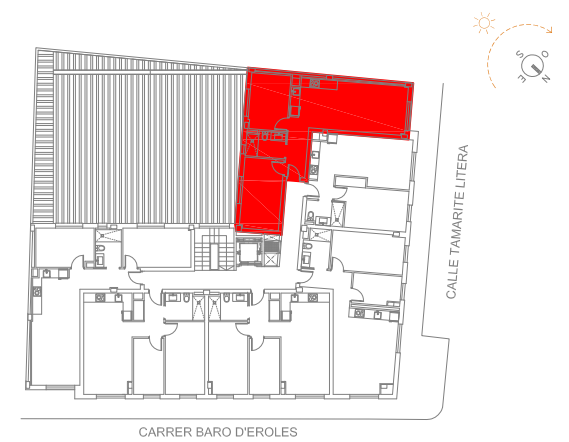 S
O
E
N
CALLE TAMARITE LITERA
CARRER BARO D'EROLES